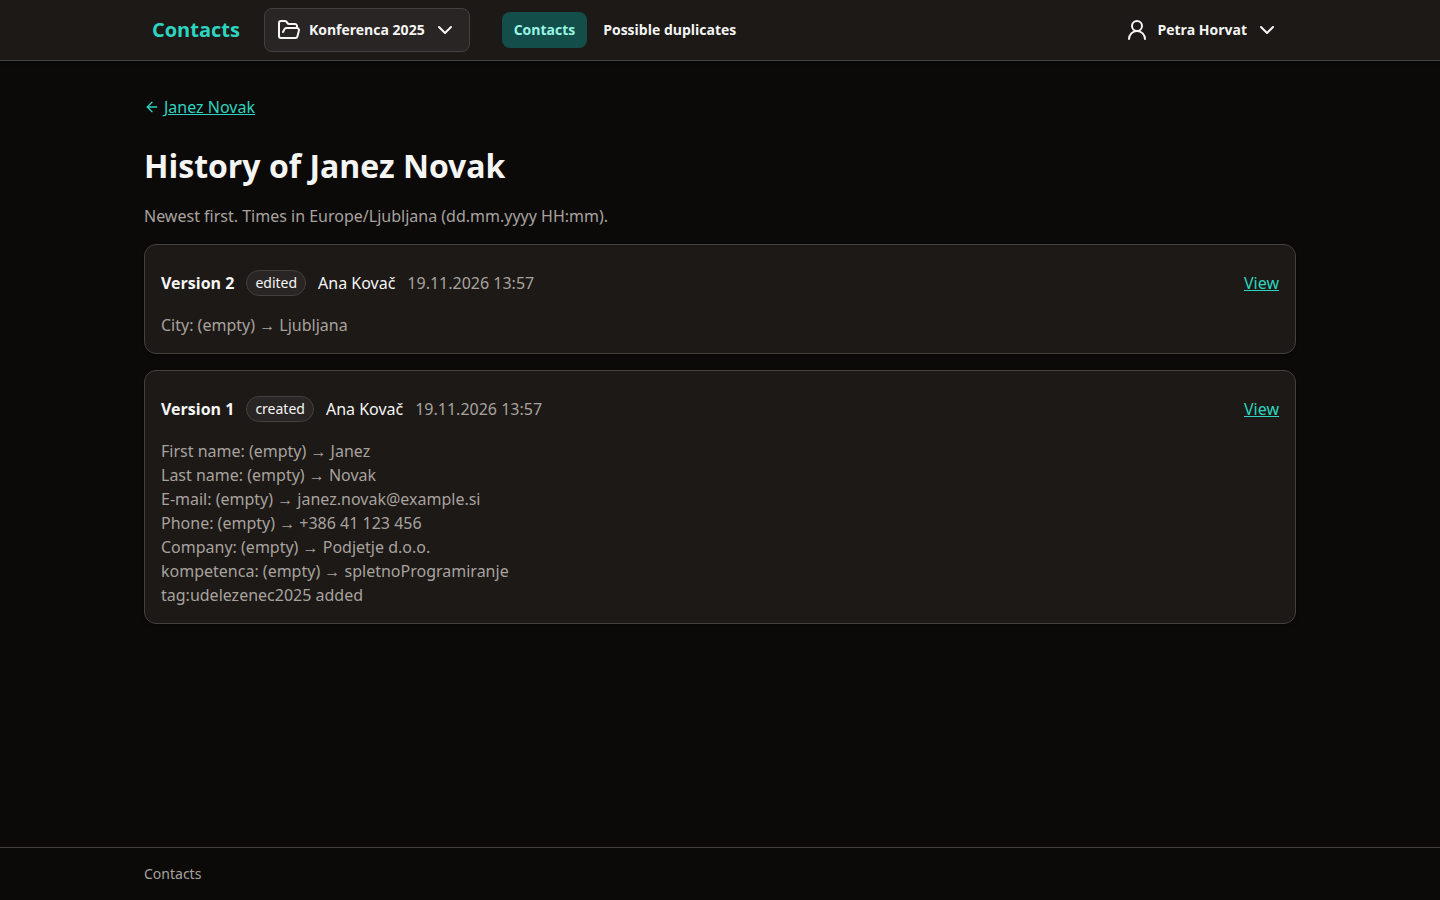 Contacts
Konferenca 2025
Contacts
Possible duplicates
Petra Horvat
← Janez Novak
History of Janez Novak
Newest first. Times in Europe/Ljubljana (dd.mm.yyyy HH:mm).
Version 2 edited Ana Kovač 19.11.2026 13:57 View
City: (empty) → Ljubljana
Version 1 created Ana Kovač 19.11.2026 13:57 View
First name: (empty) → Janez
Last name: (empty) → Novak
E-mail: (empty) → janez.novak@example.si
Phone: (empty) → +386 41 123 456
Company: (empty) → Podjetje d.o.o.
kompetenca: (empty) → spletnoProgramiranje
tag:udelezenec2025 added
Contacts